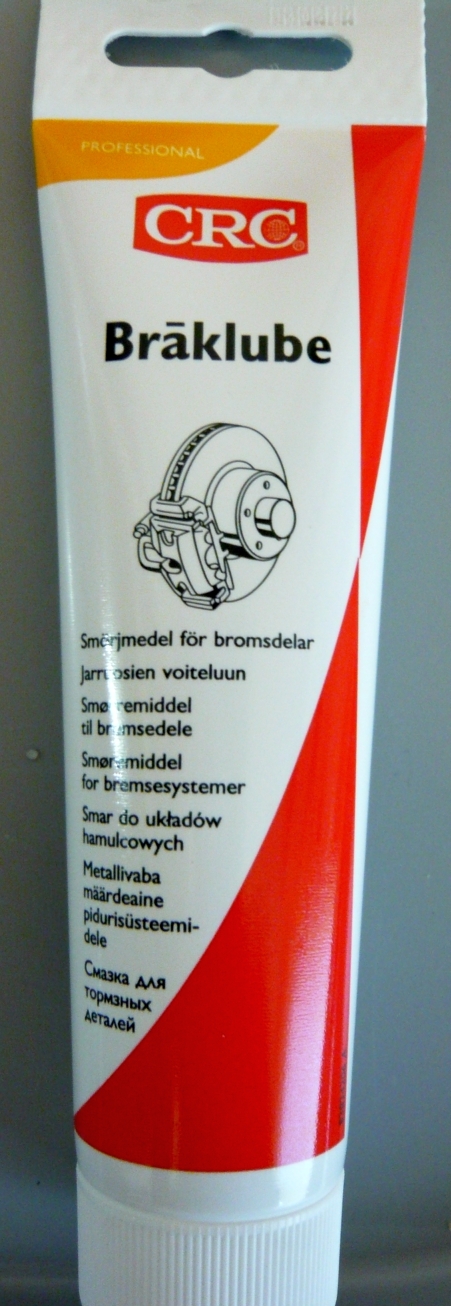 PROFESSIONAL
CRC
Brāklube
Smörjmedel för bromsdelar
Jarruosien voiteluun
Smøremiddel
til bremsedele
Smøremiddel
for bremsesystemer
Smar do układów
hamulcowych
Metallivaba
määrdeaine
pidurisüsteemi-
dele
Смазка для
тормзных
деталей